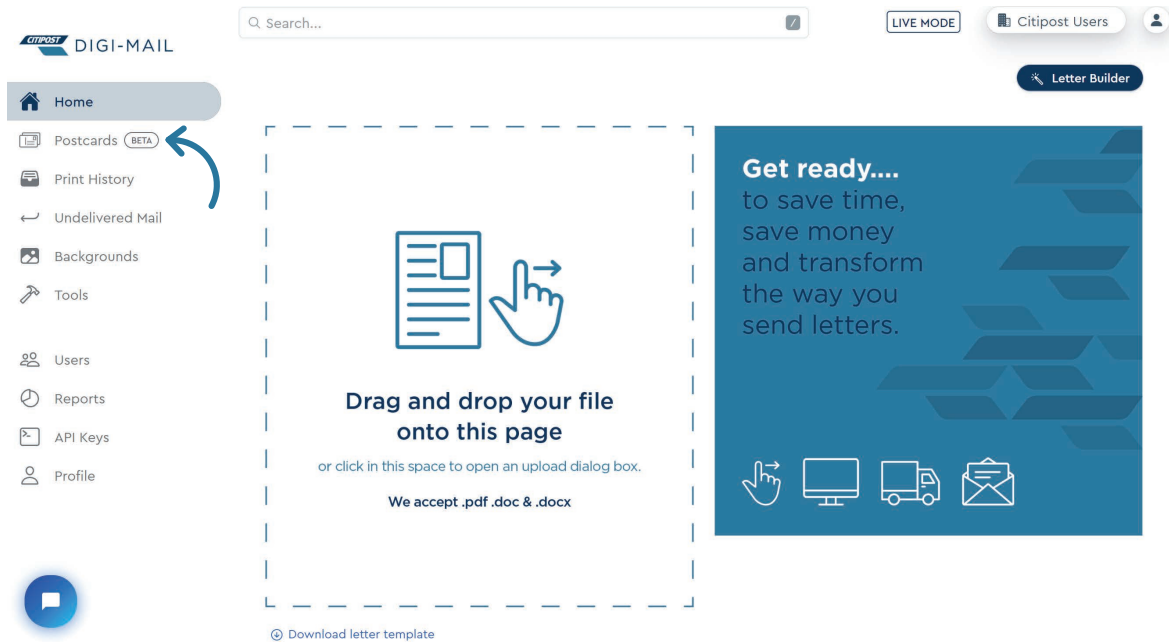 Search...
/
LIVE MODE
Citipost Users
CITIPOST
DIGI-MAIL
Letter Builder
Home
Postcards BETA
Print History
Undelivered Mail
Backgrounds
Tools
Users
Reports
API Keys
Profile
Drag and drop your file
onto this page
or click in this space to open an upload dialog box.
We accept .pdf .doc & .docx
Download letter template
Get ready....
to save time,
save money
and transform
the way you
send letters.